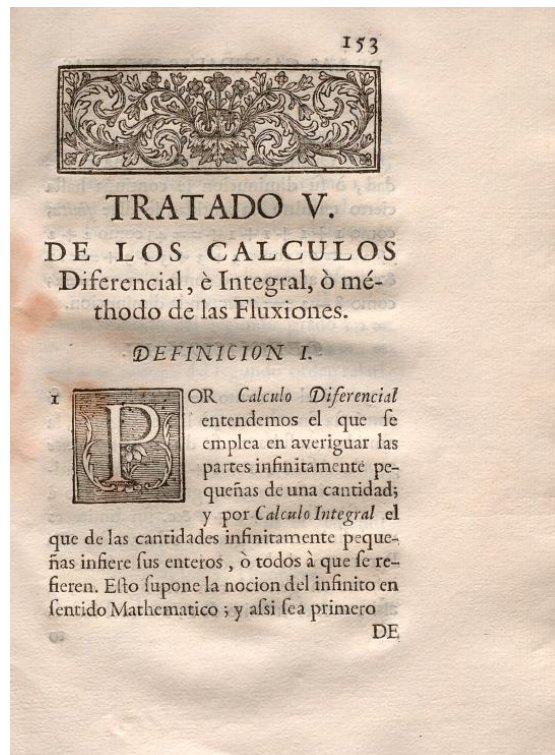 153
TRATADO V.
DE LOS CALCULOS
Diferencial, è Integral, ò mé-
thodo de las Fluxiones.
DEFINICION I.
1 POR Calculo Diferencial
entendemos el que ſe
emplea en averiguar las
partes infinitamente pe-
queñas de una cantidad;
y por Calculo Integral el
que de las cantidades infinitamente peque-
ñas infiere ſus enteros, ò todos à que ſe re-
fieren. Eſto ſupone la nocion del infinito en
ſentido Mathematico; y aſsi ſea primero
DE